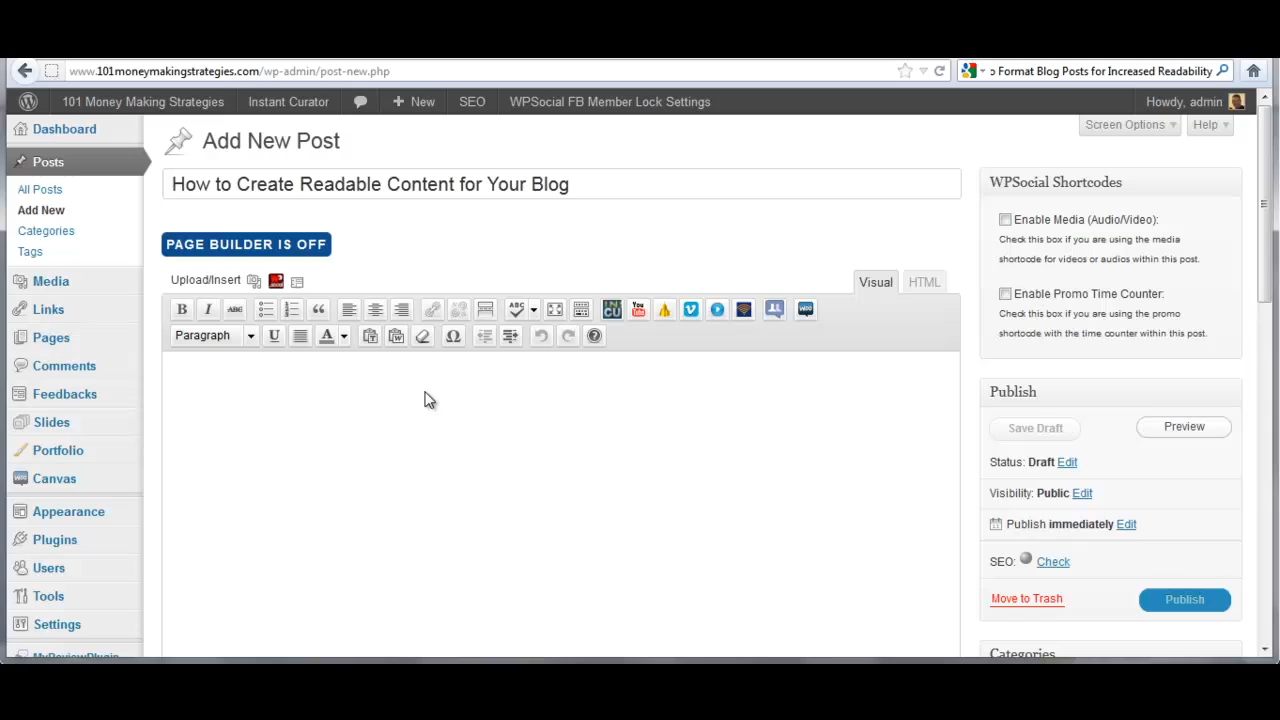 www.101moneymakingstrategies.com/wp-admin/post-new.php
Format Blog Posts for Increased Readability
101 Money Making Strategies Instant Curator New SEO WPSocial FB Member Lock Settings Howdy, admin
Screen Options Help
Dashboard
Posts
All Posts
Add New
Categories
Tags
Media
Links
Pages
Comments
Feedbacks
Slides
Portfolio
Canvas
Appearance
Plugins
Users
Tools
Settings
MyReviewPlugin
Add New Post
How to Create Readable Content for Your Blog
PAGE BUILDER IS OFF
Upload/Insert
Visual HTML
B I ABC ABC INCU You Tube
Paragraph U A Ω
WPSocial Shortcodes
Enable Media (Audio/Video):
Check this box if you are using the media
shortcode for videos or audios within this post.
Enable Promo Time Counter:
Check this box if you are using the promo
shortcode with the time counter within this post.
Publish
Save Draft Preview
Status: Draft Edit
Visibility: Public Edit
Publish immediately Edit
SEO: Check
Move to Trash Publish
Categories